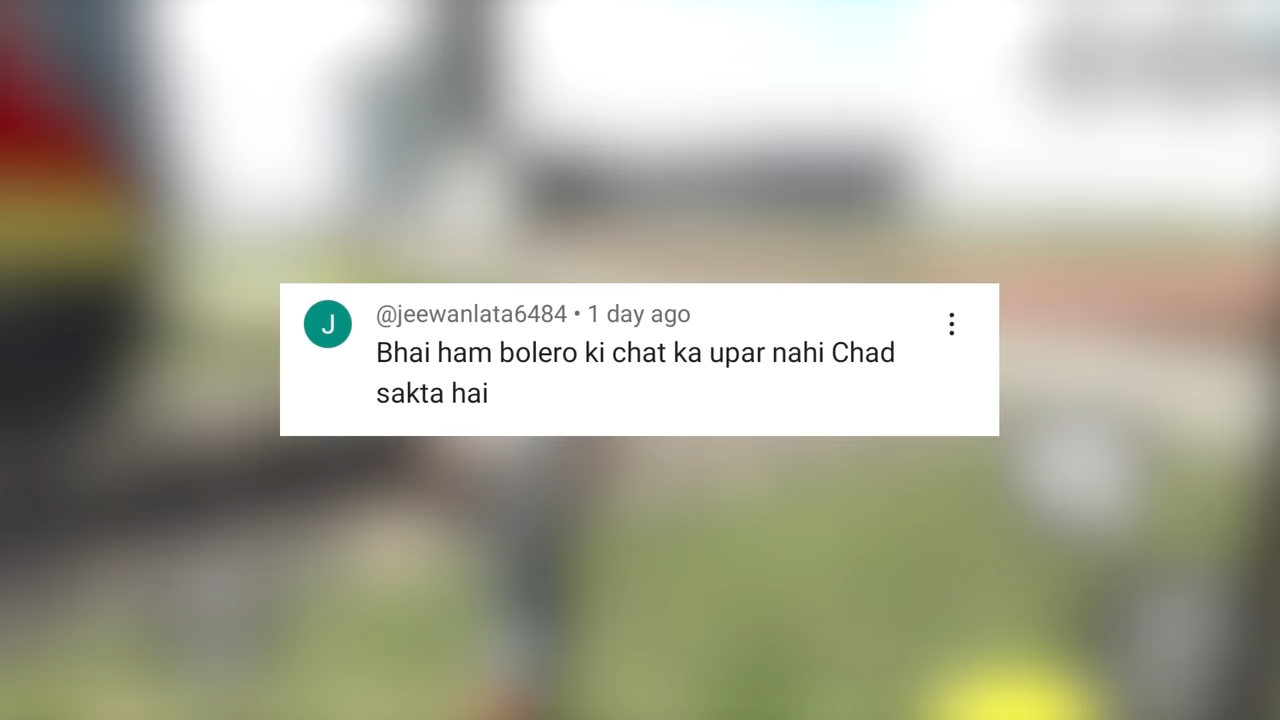 J
@jeewanlata6484 • 1 day ago
Bhai ham bolero ki chat ka upar nahi Chad
sakta hai